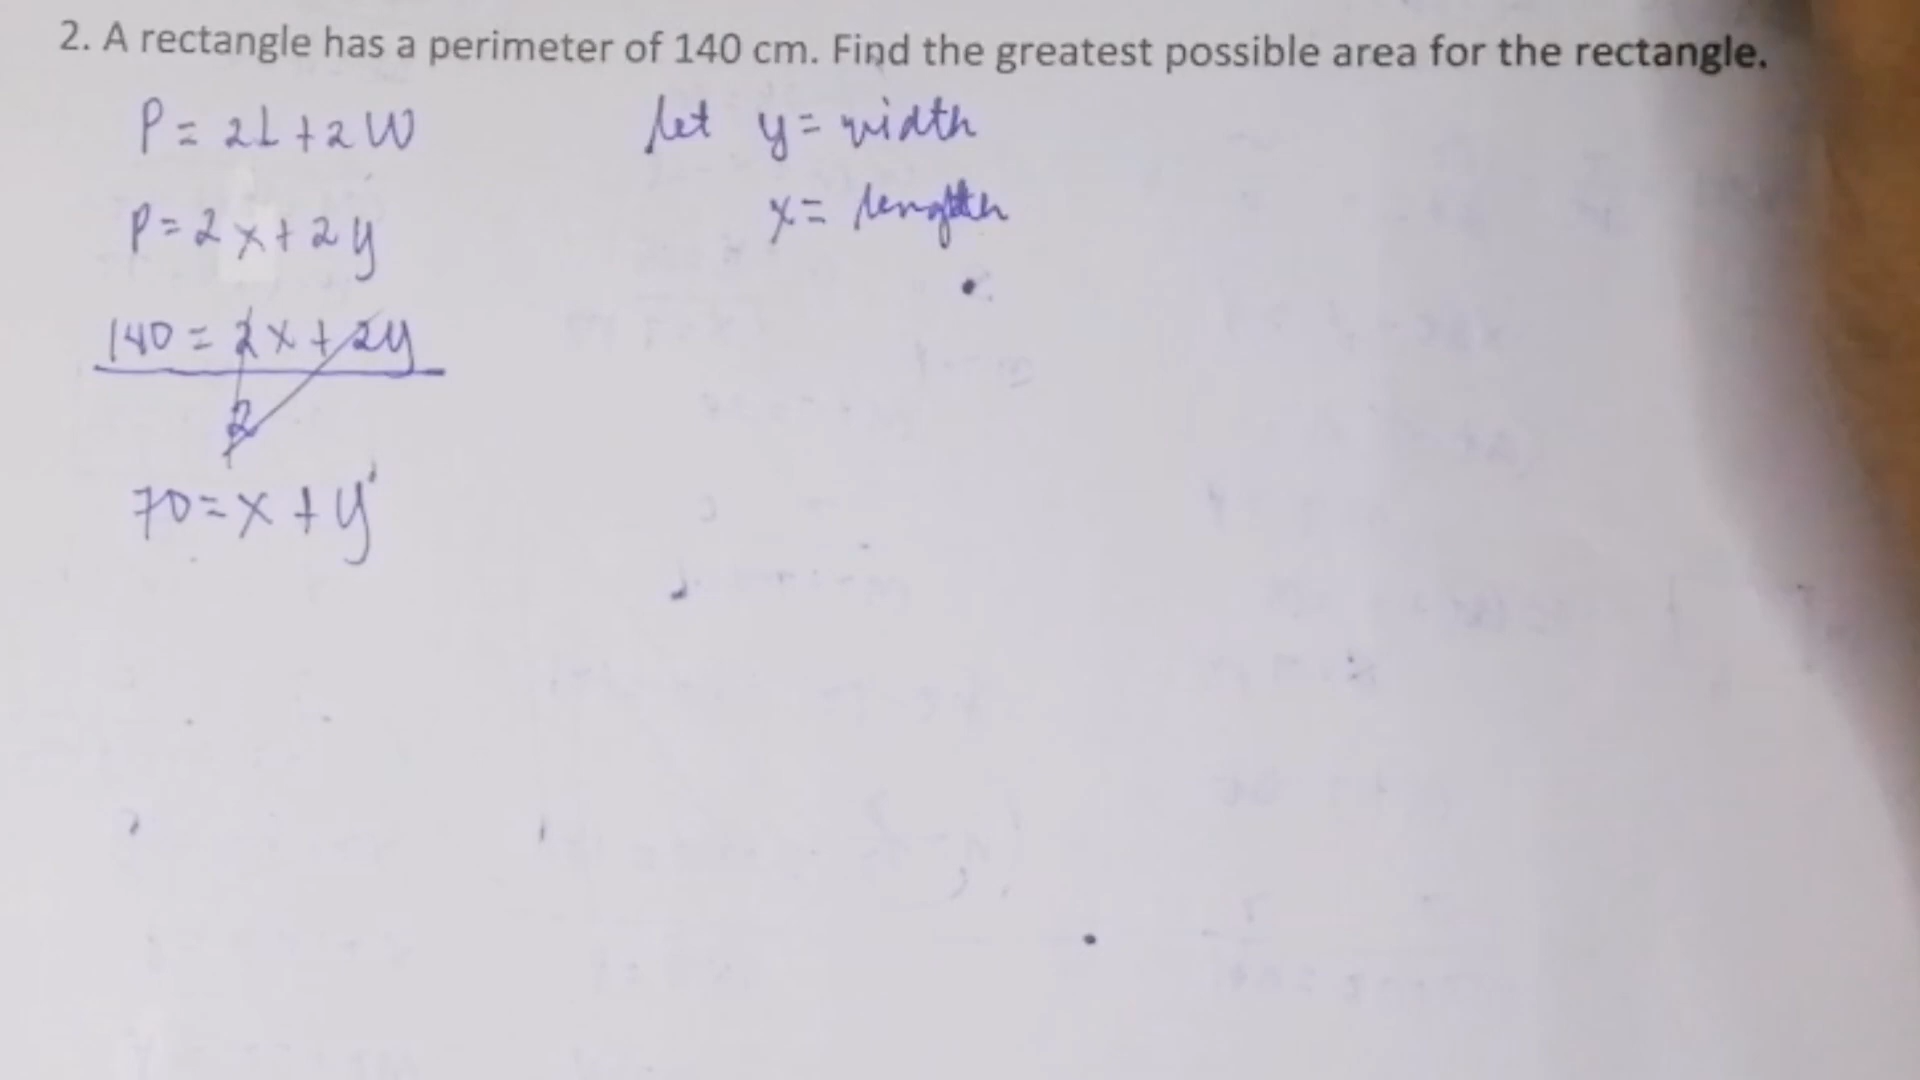 2. A rectangle has a perimeter of 140 cm. Find the greatest possible area for the rectangle.
P = 2L + 2W
let y = width
P = 2x + 2y
x = length
140 = 2x + 2y
2
70 = x + y